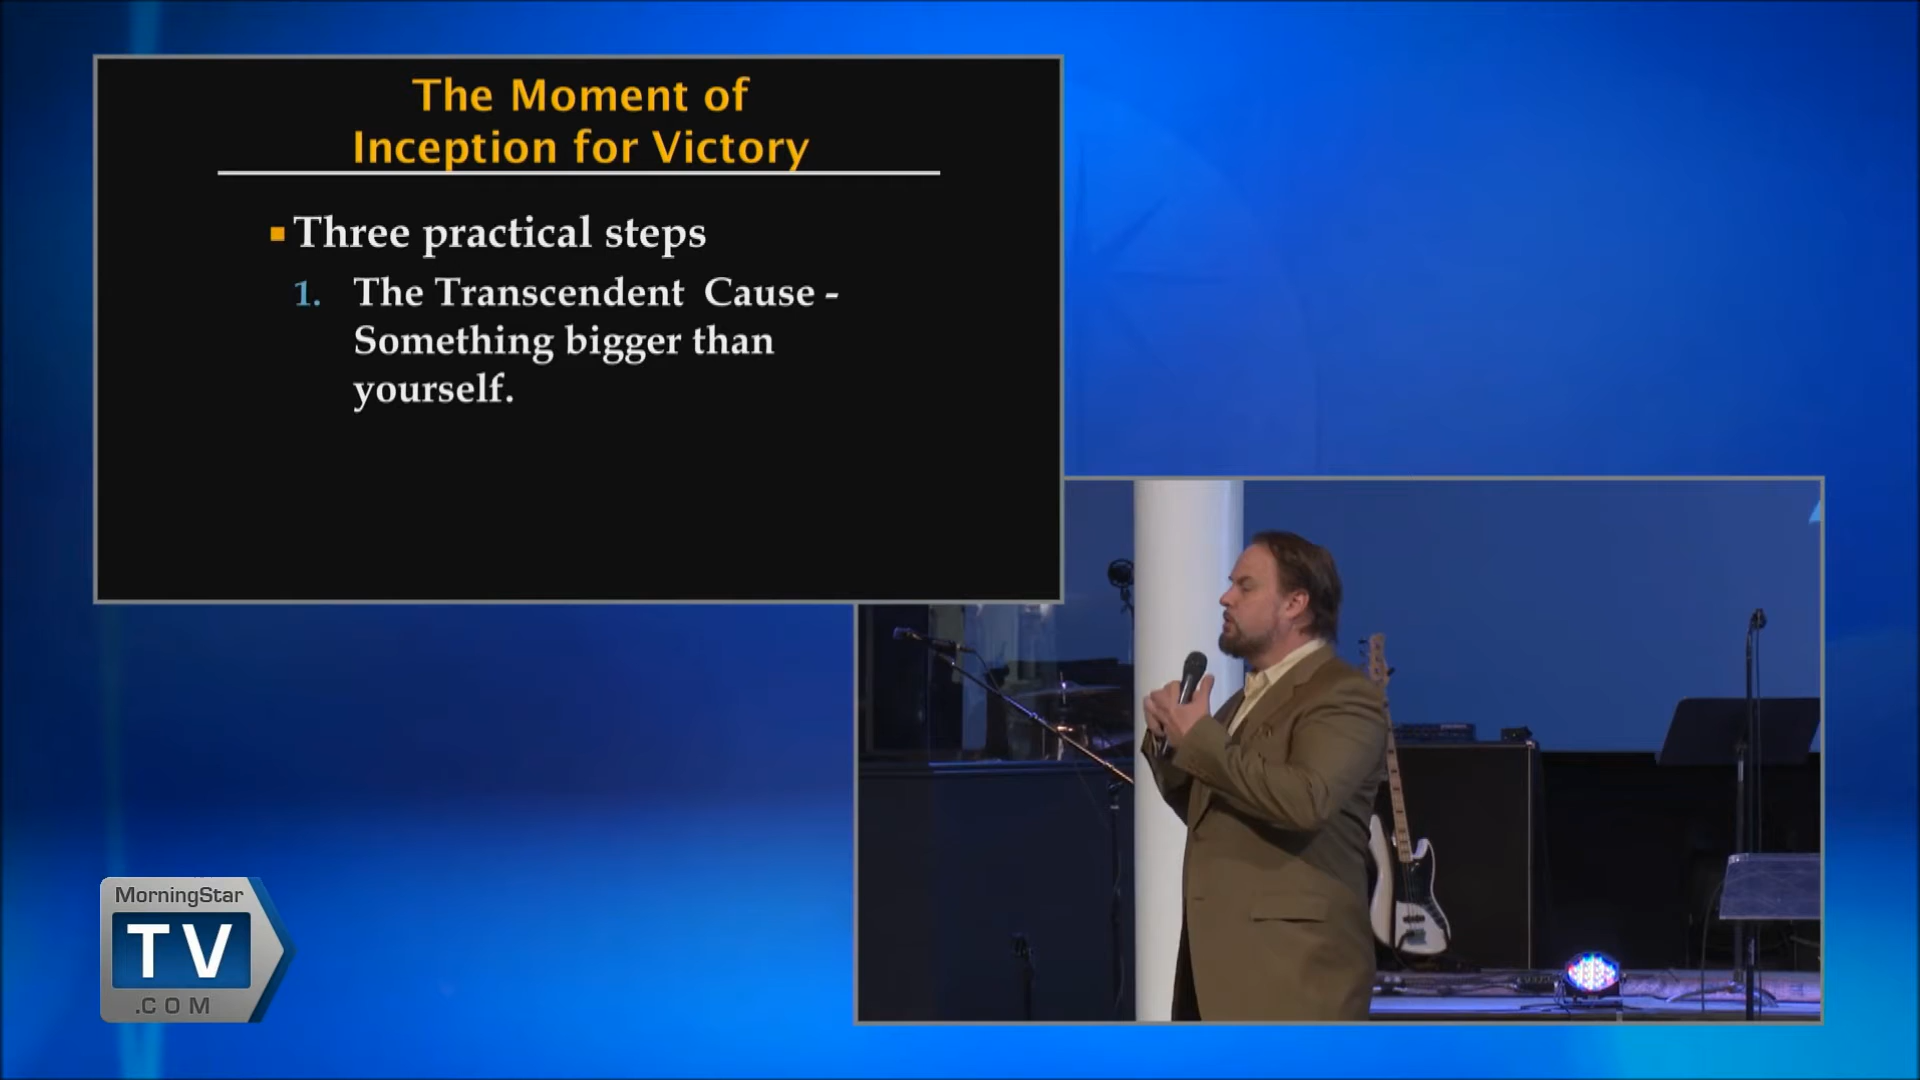 The Moment of
Inception for Victory
Three practical steps
1. The Transcendent Cause -
Something bigger than
yourself.
MorningStar
TV
.COM